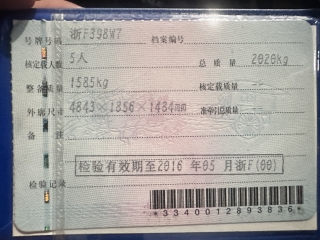 号牌号码 浙F398W7 档案编号
核定载人数 5人 总质量 2020kg
整备质量 1585kg 核定载质量 --
外廓尺寸 4843×1856×1484mm 准牵引总质量 --
备注
检验有效期至2016年05月浙F(00)
检验记录
*3340012893836*